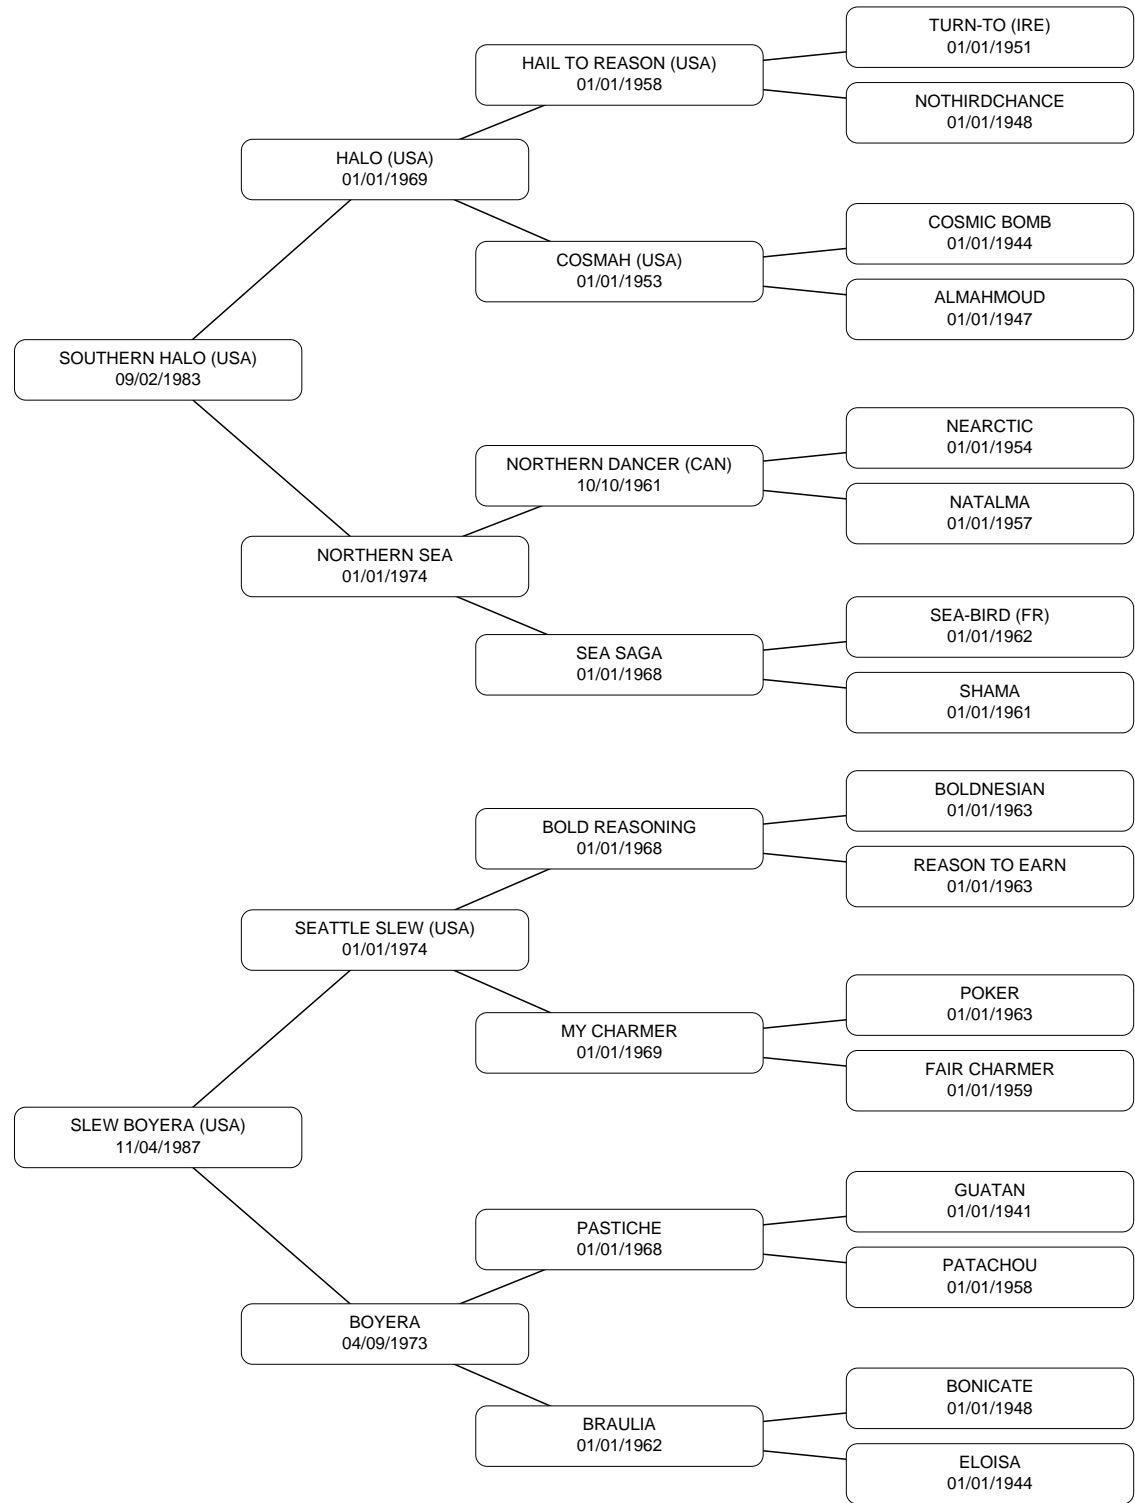 TURN-TO (IRE)
01/01/1951
HAIL TO REASON (USA)
01/01/1958
NOTHIRDCHANCE
01/01/1948
HALO (USA)
01/01/1969
COSMIC BOMB
01/01/1944
COSMAH (USA)
01/01/1953
ALMAHMOUD
01/01/1947
SOUTHERN HALO (USA)
09/02/1983
NEARCTIC
01/01/1954
NORTHERN DANCER (CAN)
10/10/1961
NATALMA
01/01/1957
NORTHERN SEA
01/01/1974
SEA-BIRD (FR)
01/01/1962
SEA SAGA
01/01/1968
SHAMA
01/01/1961
BOLDNESIAN
01/01/1963
BOLD REASONING
01/01/1968
REASON TO EARN
01/01/1963
SEATTLE SLEW (USA)
01/01/1974
POKER
01/01/1963
MY CHARMER
01/01/1969
FAIR CHARMER
01/01/1959
SLEW BOYERA (USA)
11/04/1987
GUATAN
01/01/1941
PASTICHE
01/01/1968
PATACHOU
01/01/1958
BOYERA
04/09/1973
BONICATE
01/01/1948
BRAULIA
01/01/1962
ELOISA
01/01/1944